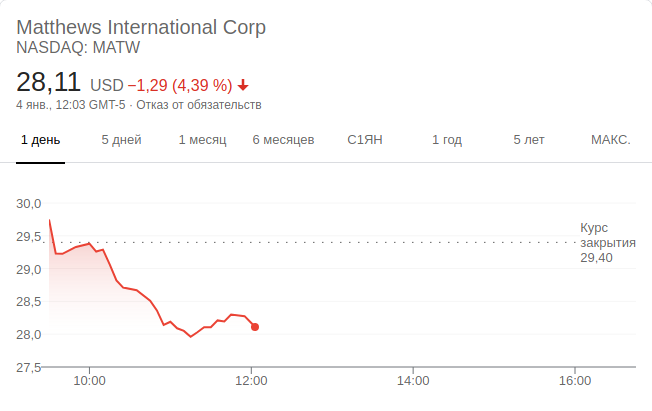 Matthews International Corp
NASDAQ: MATW
28,11 USD −1,29 (4,39 %)
4 янв., 12:03 GMT-5 · Отказ от обязательств
1 день 5 дней 1 месяц 6 месяцев С1ЯН 1 год 5 лет МАКС.
30,0
29,5
29,0
28,5
28,0
27,5
Курс
закрытия
29,40
10:00 12:00 14:00 16:00